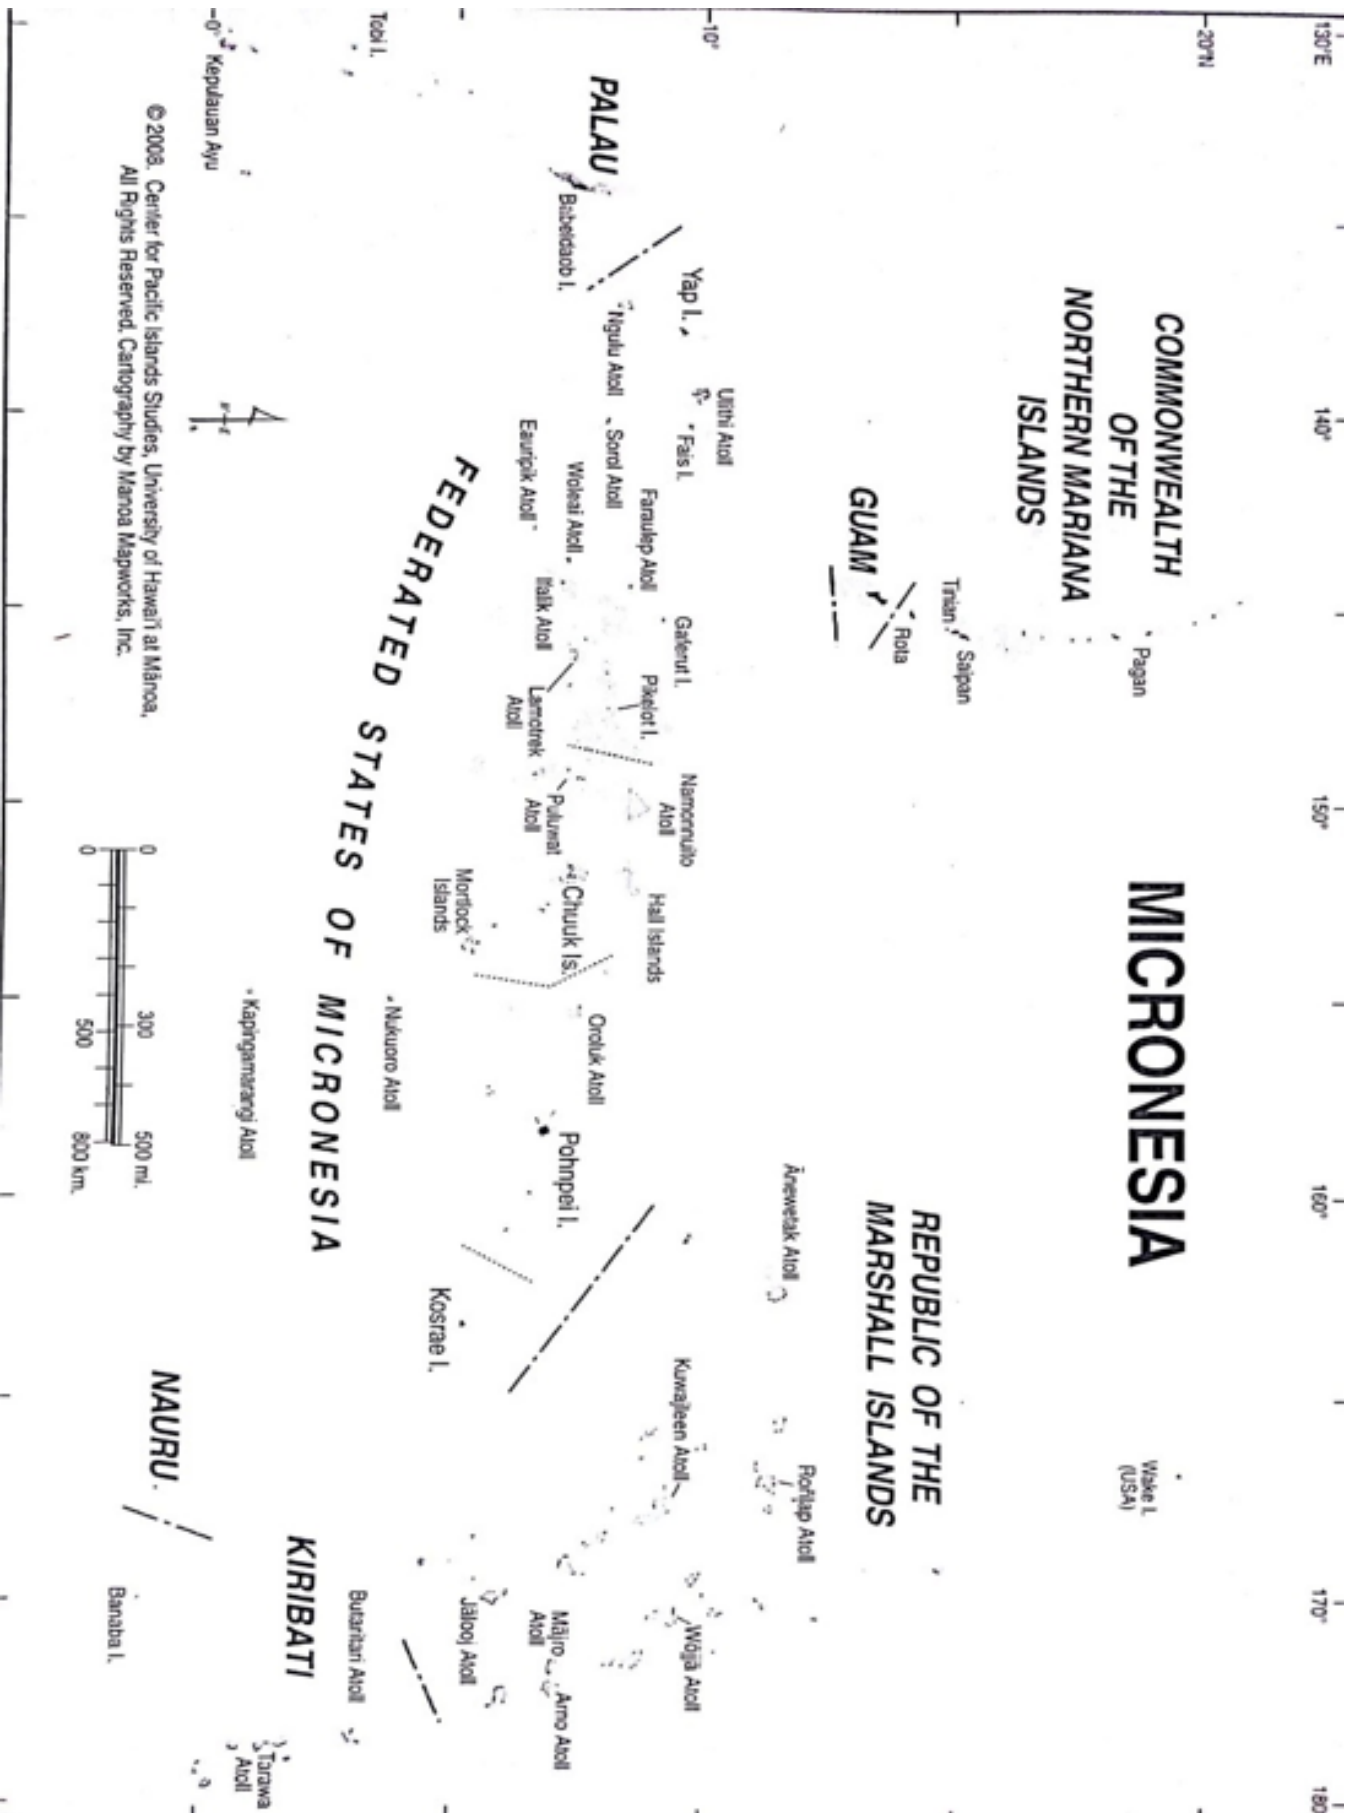 130°E
140°
150°
160°
170°
180°
20°N
10°
0°
MICRONESIA
COMMONWEALTH
OF THE
NORTHERN MARIANA
ISLANDS
Pagan
Saipan
Tinian
Rota
GUAM
Wake I.
(USA)
REPUBLIC OF THE
MARSHALL ISLANDS
Ānewetak Atoll
Roñlap Atoll
Kuwajleen Atoll
Wōjjā Atoll
Mājro
Atoll
Arno Atoll
Jālooj Atoll
PALAU
Babeldaob I.
Tobi I.
Kepulauan Ayu
Yap I.
Ulithi Atoll
Fais I.
Ngulu Atoll
Sorol Atoll
Faraulep Atoll
Gaferut I.
Woleai Atoll
Eauripik Atoll
Ifalik Atoll
Pikelot I.
Lamotrek
Atoll
Namonnuito
Atoll
Puluwat
Atoll
Hall Islands
Chuuk Is.
Mortlock
Islands
Oroluk Atoll
Pohnpei I.
Nukuoro Atoll
Kapingamarangi Atoll
Kosrae I.
FEDERATED STATES OF MICRONESIA
NAURU
KIRIBATI
Butaritari Atoll
Tarawa
Atoll
Banaba I.
0 300 500 mi.
0 500 800 km.
© 2008. Center for Pacific Islands Studies, University of Hawai'i at Mānoa,
All Rights Reserved. Cartography by Manoa Mapworks, Inc.